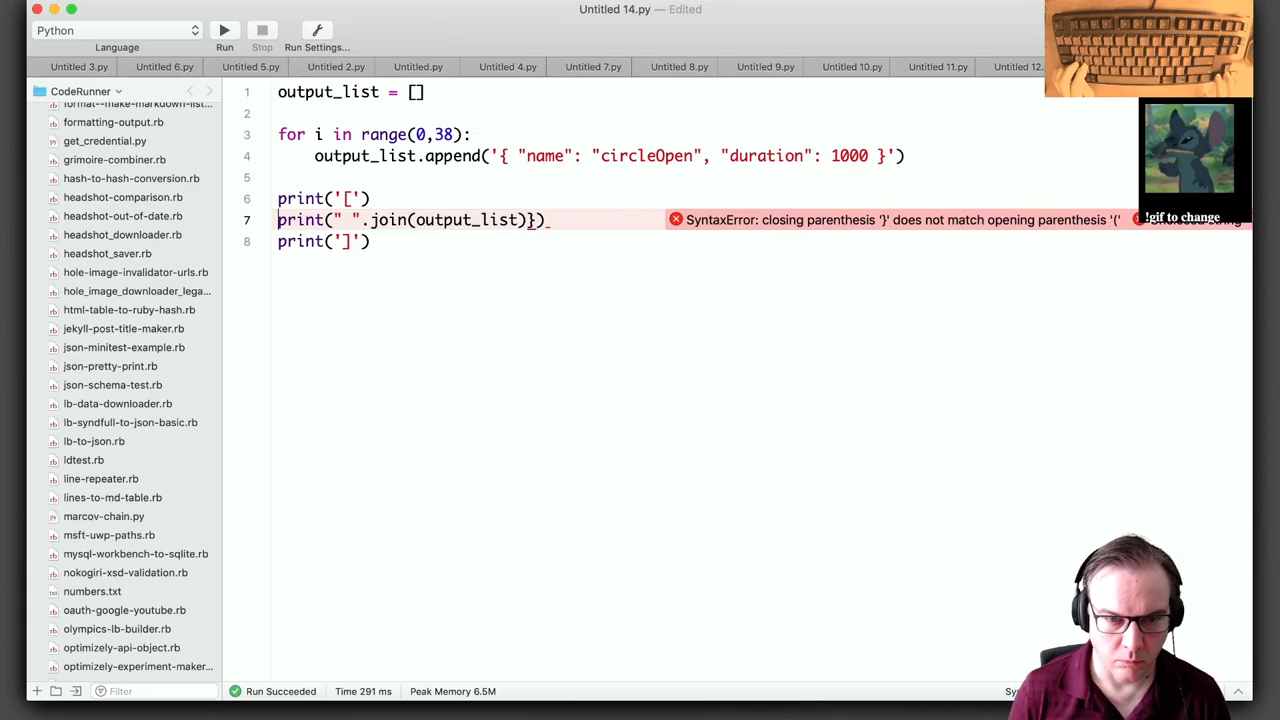 Untitled 14.py — Edited
Python
Language
Run
Stop
Run Settings...
Untitled 3.py
Untitled 6.py
Untitled 5.py
Untitled 2.py
Untitled.py
Untitled 4.py
Untitled 7.py
Untitled 8.py
Untitled 9.py
Untitled 10.py
Untitled 11.py
Untitled 12.
CodeRunner
format--make-markdown-list...
formatting-output.rb
get_credential.py
grimoire-combiner.rb
hash-to-hash-conversion.rb
headshot-comparison.rb
headshot-out-of-date.rb
headshot_downloader.rb
headshot_saver.rb
hole-image-invalidator-urls.rb
hole_image_downloader_lega...
html-table-to-ruby-hash.rb
jekyll-post-title-maker.rb
json-minitest-example.rb
json-pretty-print.rb
json-schema-test.rb
lb-data-downloader.rb
lb-syndfull-to-json-basic.rb
lb-to-json.rb
ldtest.rb
line-repeater.rb
lines-to-md-table.rb
marcov-chain.py
msft-uwp-paths.rb
mysql-workbench-to-sqlite.rb
nokogiri-xsd-validation.rb
numbers.txt
oauth-google-youtube.rb
olympics-lb-builder.rb
optimizely-api-object.rb
optimizely-experiment-maker...
Filter
1 output_list = []
2
3 for i in range(0,38):
4 output_list.append('{ "name": "circleOpen", "duration": 1000 }')
5
6 print('[')
7 print(" ".join(output_list)})
SyntaxError: closing parenthesis '}' does not match opening parenthesis '('
8 print(']')
!gif to change
Run Succeeded
Time 291 ms
Peak Memory 6.5M